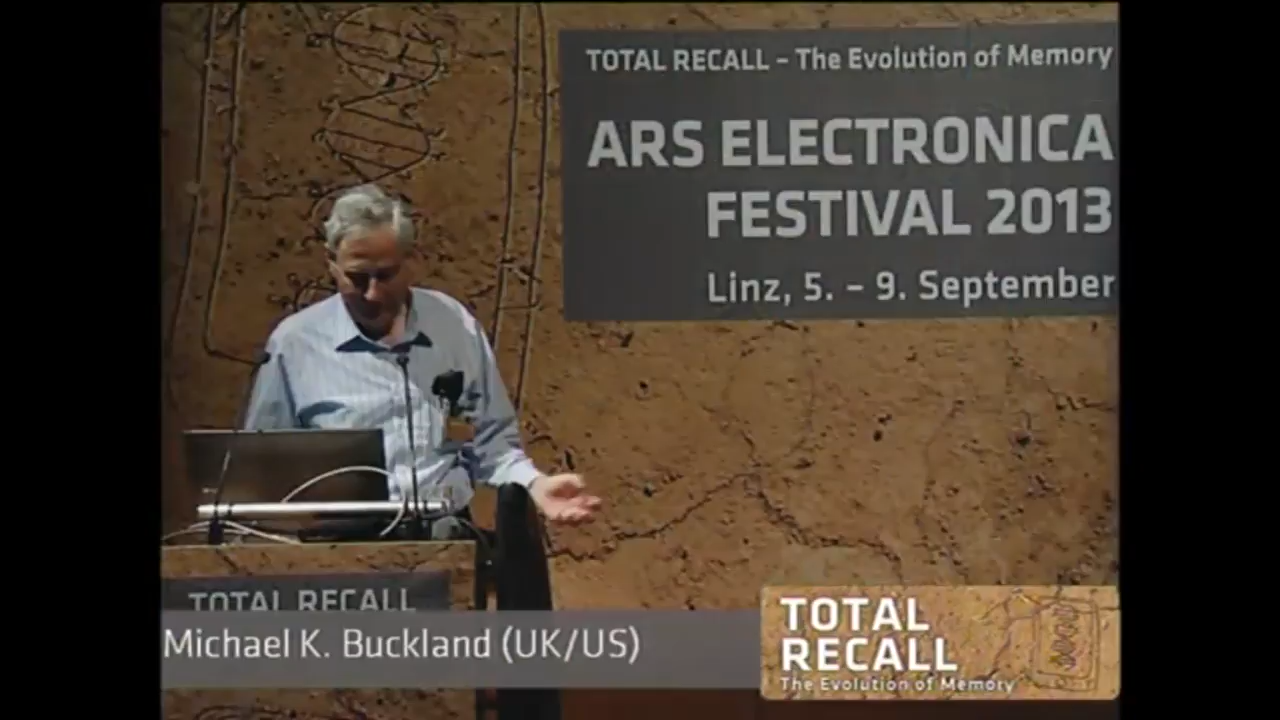 TOTAL RECALL – The Evolution of Memory
ARS ELECTRONICA
FESTIVAL 2013
Linz, 5. – 9. September
TOTAL RECALL
Michael K. Buckland (UK/US)
TOTAL
RECALL
The Evolution of Memory